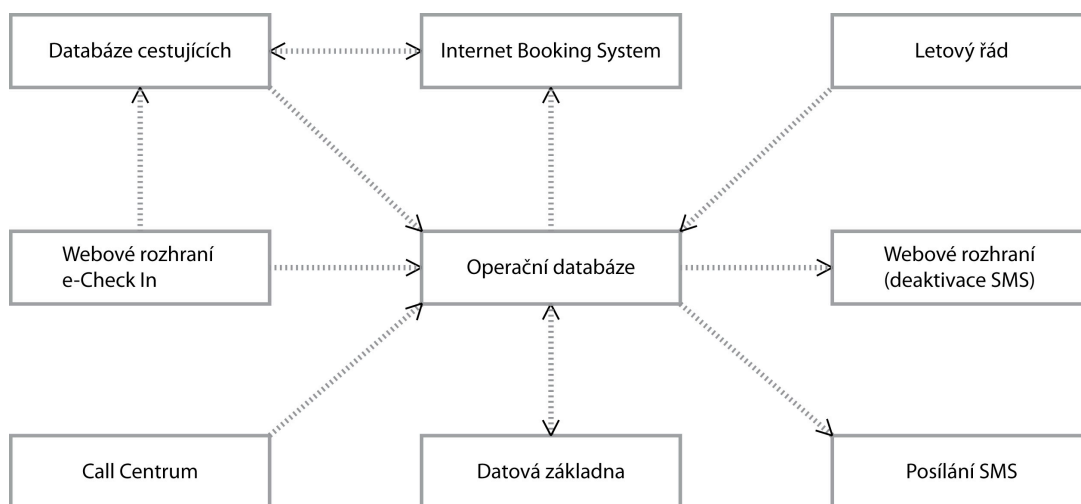 Databáze cestujících
Internet Booking System
Letový řád
Webové rozhraní
e-Check In
Operační databáze
Webové rozhraní
(deaktivace SMS)
Call Centrum
Datová základna
Posílání SMS